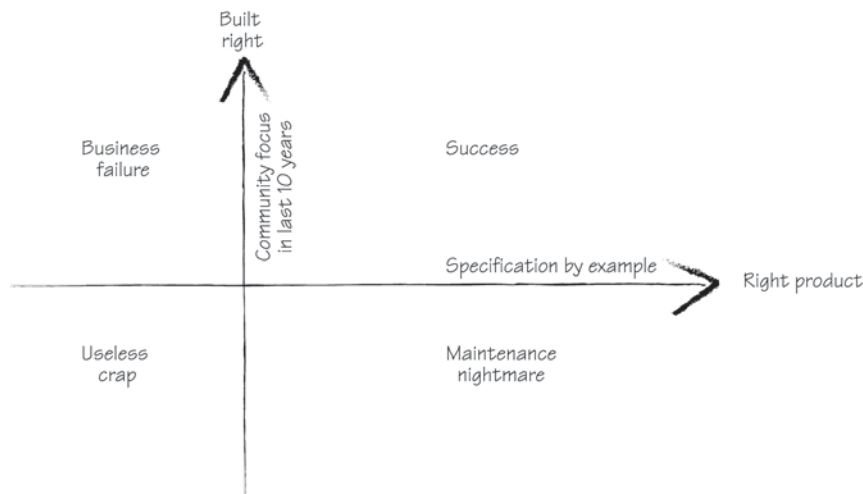 Built
right
Business
failure
Community focus
in last 10 years
Success
Specification by example
Right product
Useless
crap
Maintenance
nightmare